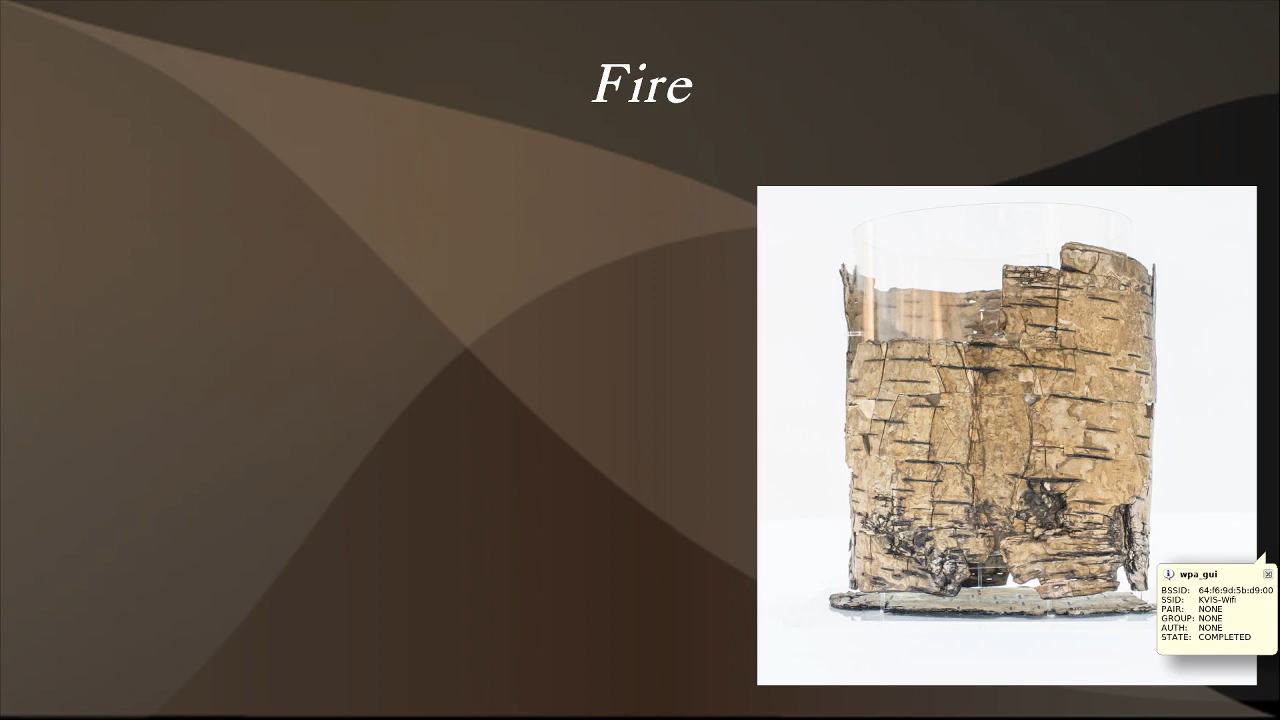 Fire
wpa_gui
BSSID: 64:f6:9d:5b:d9:00
SSID: KVIS-Wifi
PAIR: NONE
GROUP: NONE
AUTH: NONE
STATE: COMPLETED